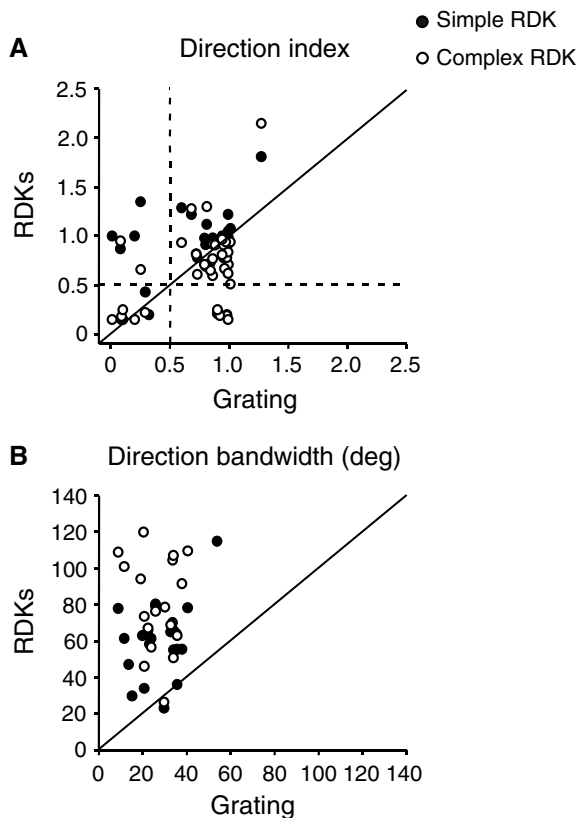 Simple RDK
Complex RDK
A Direction index
2.5
2.0
1.5
1.0
0.5
0
RDKs
0 0.5 1.0 1.5 2.0 2.5
Grating
B Direction bandwidth (deg)
140
120
100
80
60
40
20
0
RDKs
0 20 40 60 80 100 120 140
Grating